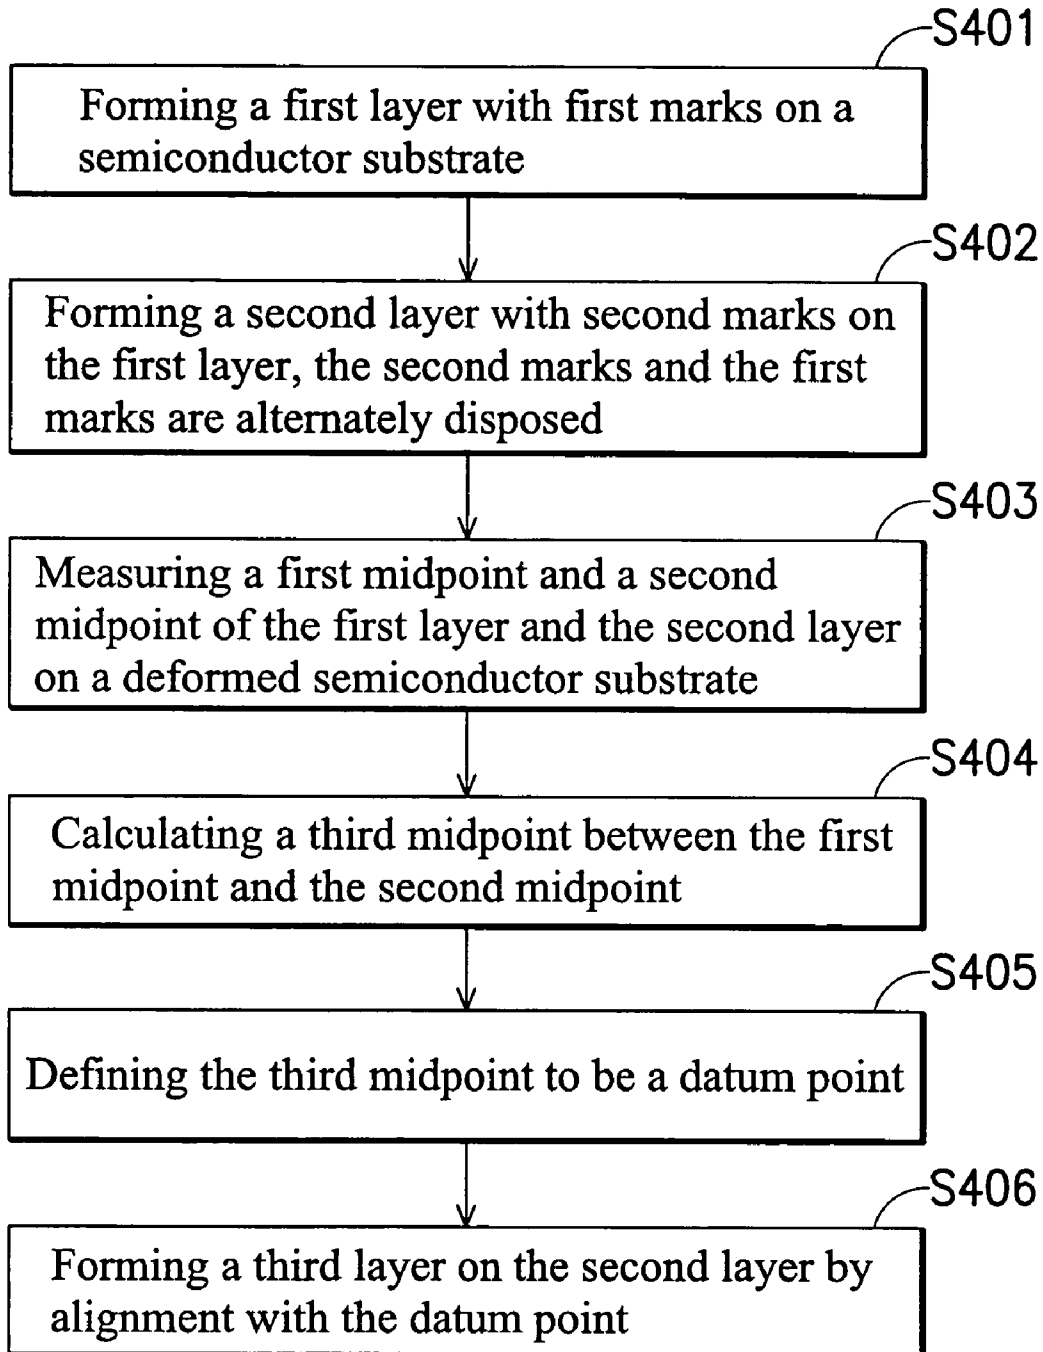 S401
Forming a first layer with first marks on a
semiconductor substrate
S402
Forming a second layer with second marks on
the first layer, the second marks and the first
marks are alternately disposed
S403
Measuring a first midpoint and a second
midpoint of the first layer and the second layer
on a deformed semiconductor substrate
S404
Calculating a third midpoint between the first
midpoint and the second midpoint
S405
Defining the third midpoint to be a datum point
S406
Forming a third layer on the second layer by
alignment with the datum point